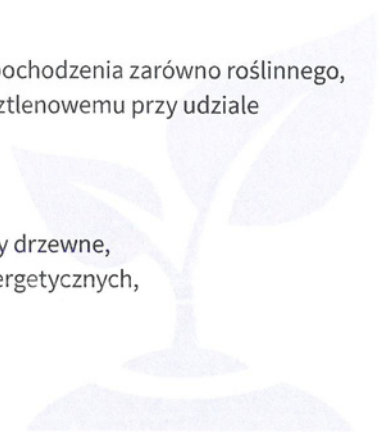 pochodzenia zarówno roślinnego,
ztlenowemu przy udziale
y drzewne,
ergetycznych,